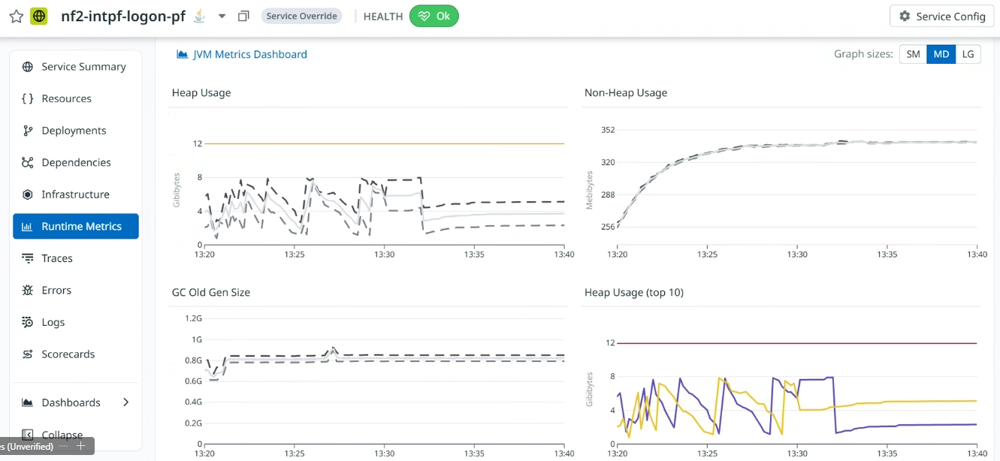 nf2-intpf-logon-pf Service Override HEALTH Ok Service Config
Service Summary
Resources
Deployments
Dependencies
Infrastructure
Runtime Metrics
Traces
Errors
Logs
Scorecards
Dashboards
Collapse
es (Unverified)
JVM Metrics Dashboard Graph sizes: SM MD LG
Heap Usage
Gibibytes
12
8
4
0
13:20 13:25 13:30 13:35 13:40
Non-Heap Usage
Mebibytes
352
320
288
256
13:20 13:25 13:30 13:35 13:40
GC Old Gen Size
1.2G
1G
0.8G
0.6G
0.4G
0.2G
0
13:20 13:25 13:30 13:35 13:40
Heap Usage (top 10)
Gibibytes
12
8
4
0
13:20 13:25 13:30 13:35 13:40